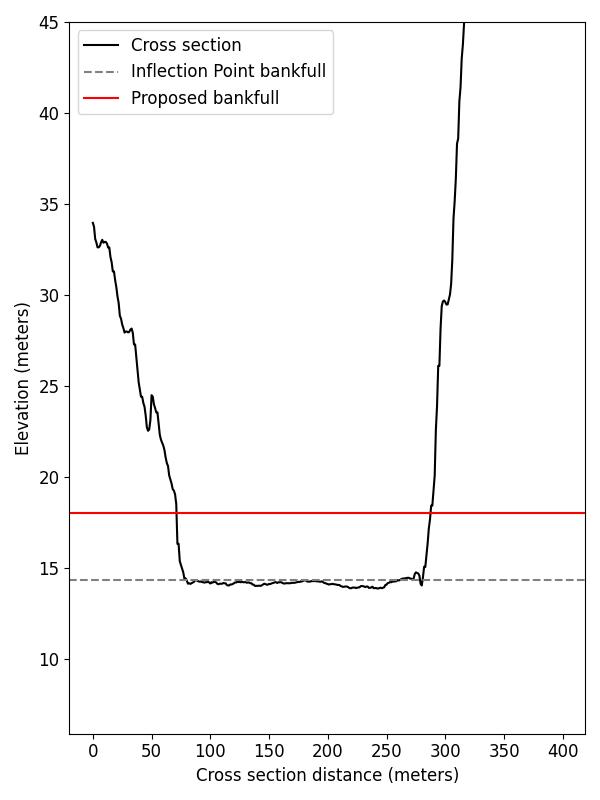 45
40
35
30
25
20
15
10
Elevation (meters)
Cross section
Inflection Point bankfull
Proposed bankfull
0 50 100 150 200 250 300 350 400
Cross section distance (meters)